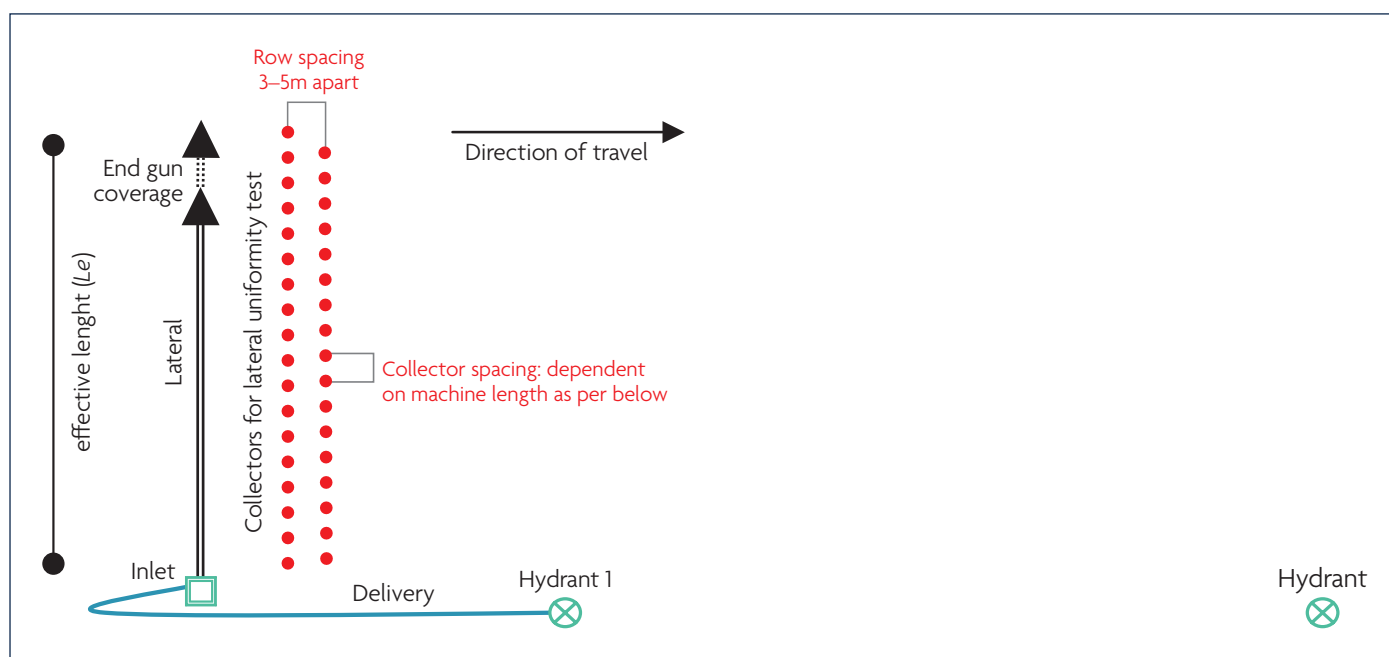 Row spacing
3–5m apart
Direction of travel
End gun
coverage
effective lenght (Le)
Lateral
Collectors for lateral uniformity test
Collector spacing: dependent
on machine length as per below
Inlet
Delivery
Hydrant 1
Hydrant